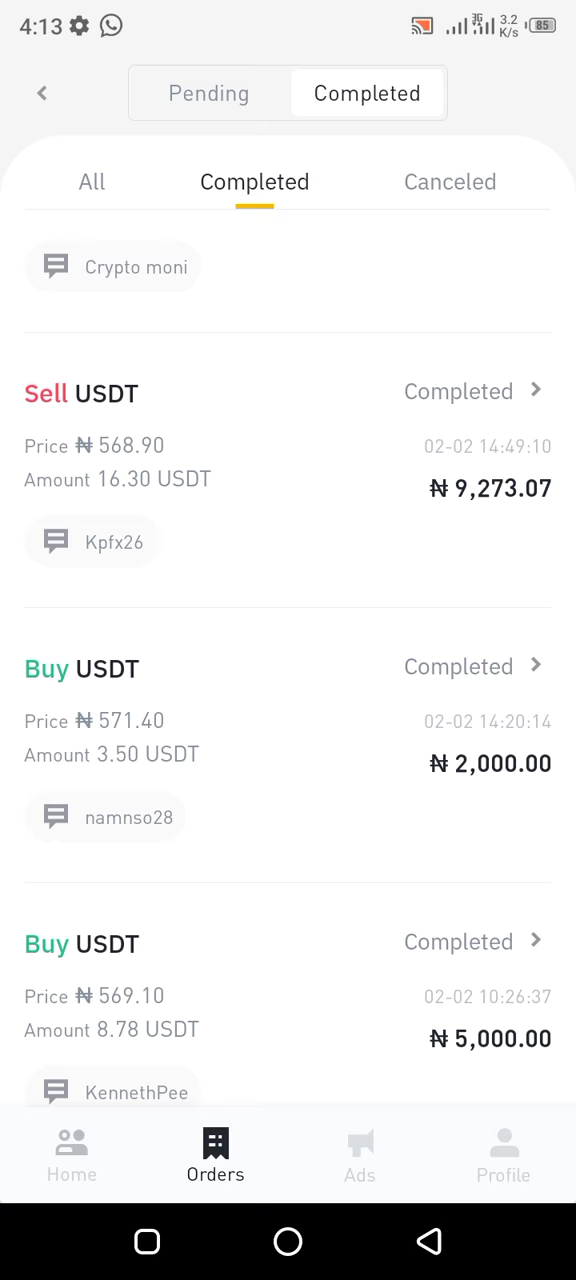 4:13
3G 3.2 K/s 85
Pending Completed
All Completed Canceled
Crypto moni
Sell USDT Completed
Price ₦ 568.90 02-02 14:49:10
Amount 16.30 USDT ₦ 9,273.07
Kpfx26
Buy USDT Completed
Price ₦ 571.40 02-02 14:20:14
Amount 3.50 USDT ₦ 2,000.00
namnso28
Buy USDT Completed
Price ₦ 569.10 02-02 10:26:37
Amount 8.78 USDT ₦ 5,000.00
KennethPee
Home Orders Ads Profile